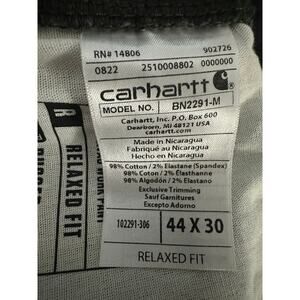 RN# 14806 902726
0822 2510008802 0000000
carhartt
MODEL NO. BN2291-M
Carhartt, Inc. P.O. Box 600
Dearborn, MI 48121 USA
carhartt.com
Made in Nicaragua
Fabriqué au Nicaragua
Hecho en Nicaragua
98% Cotton / 2% Elastane (Spandex)
98% Coton / 2% Élasthanne
98% Algodón / 2% Elastano
Exclusive Trimming
Sauf Garnitures
Excepto Adorno
102291-306 44 X 30
RELAXED FIT
RELAXED FIT